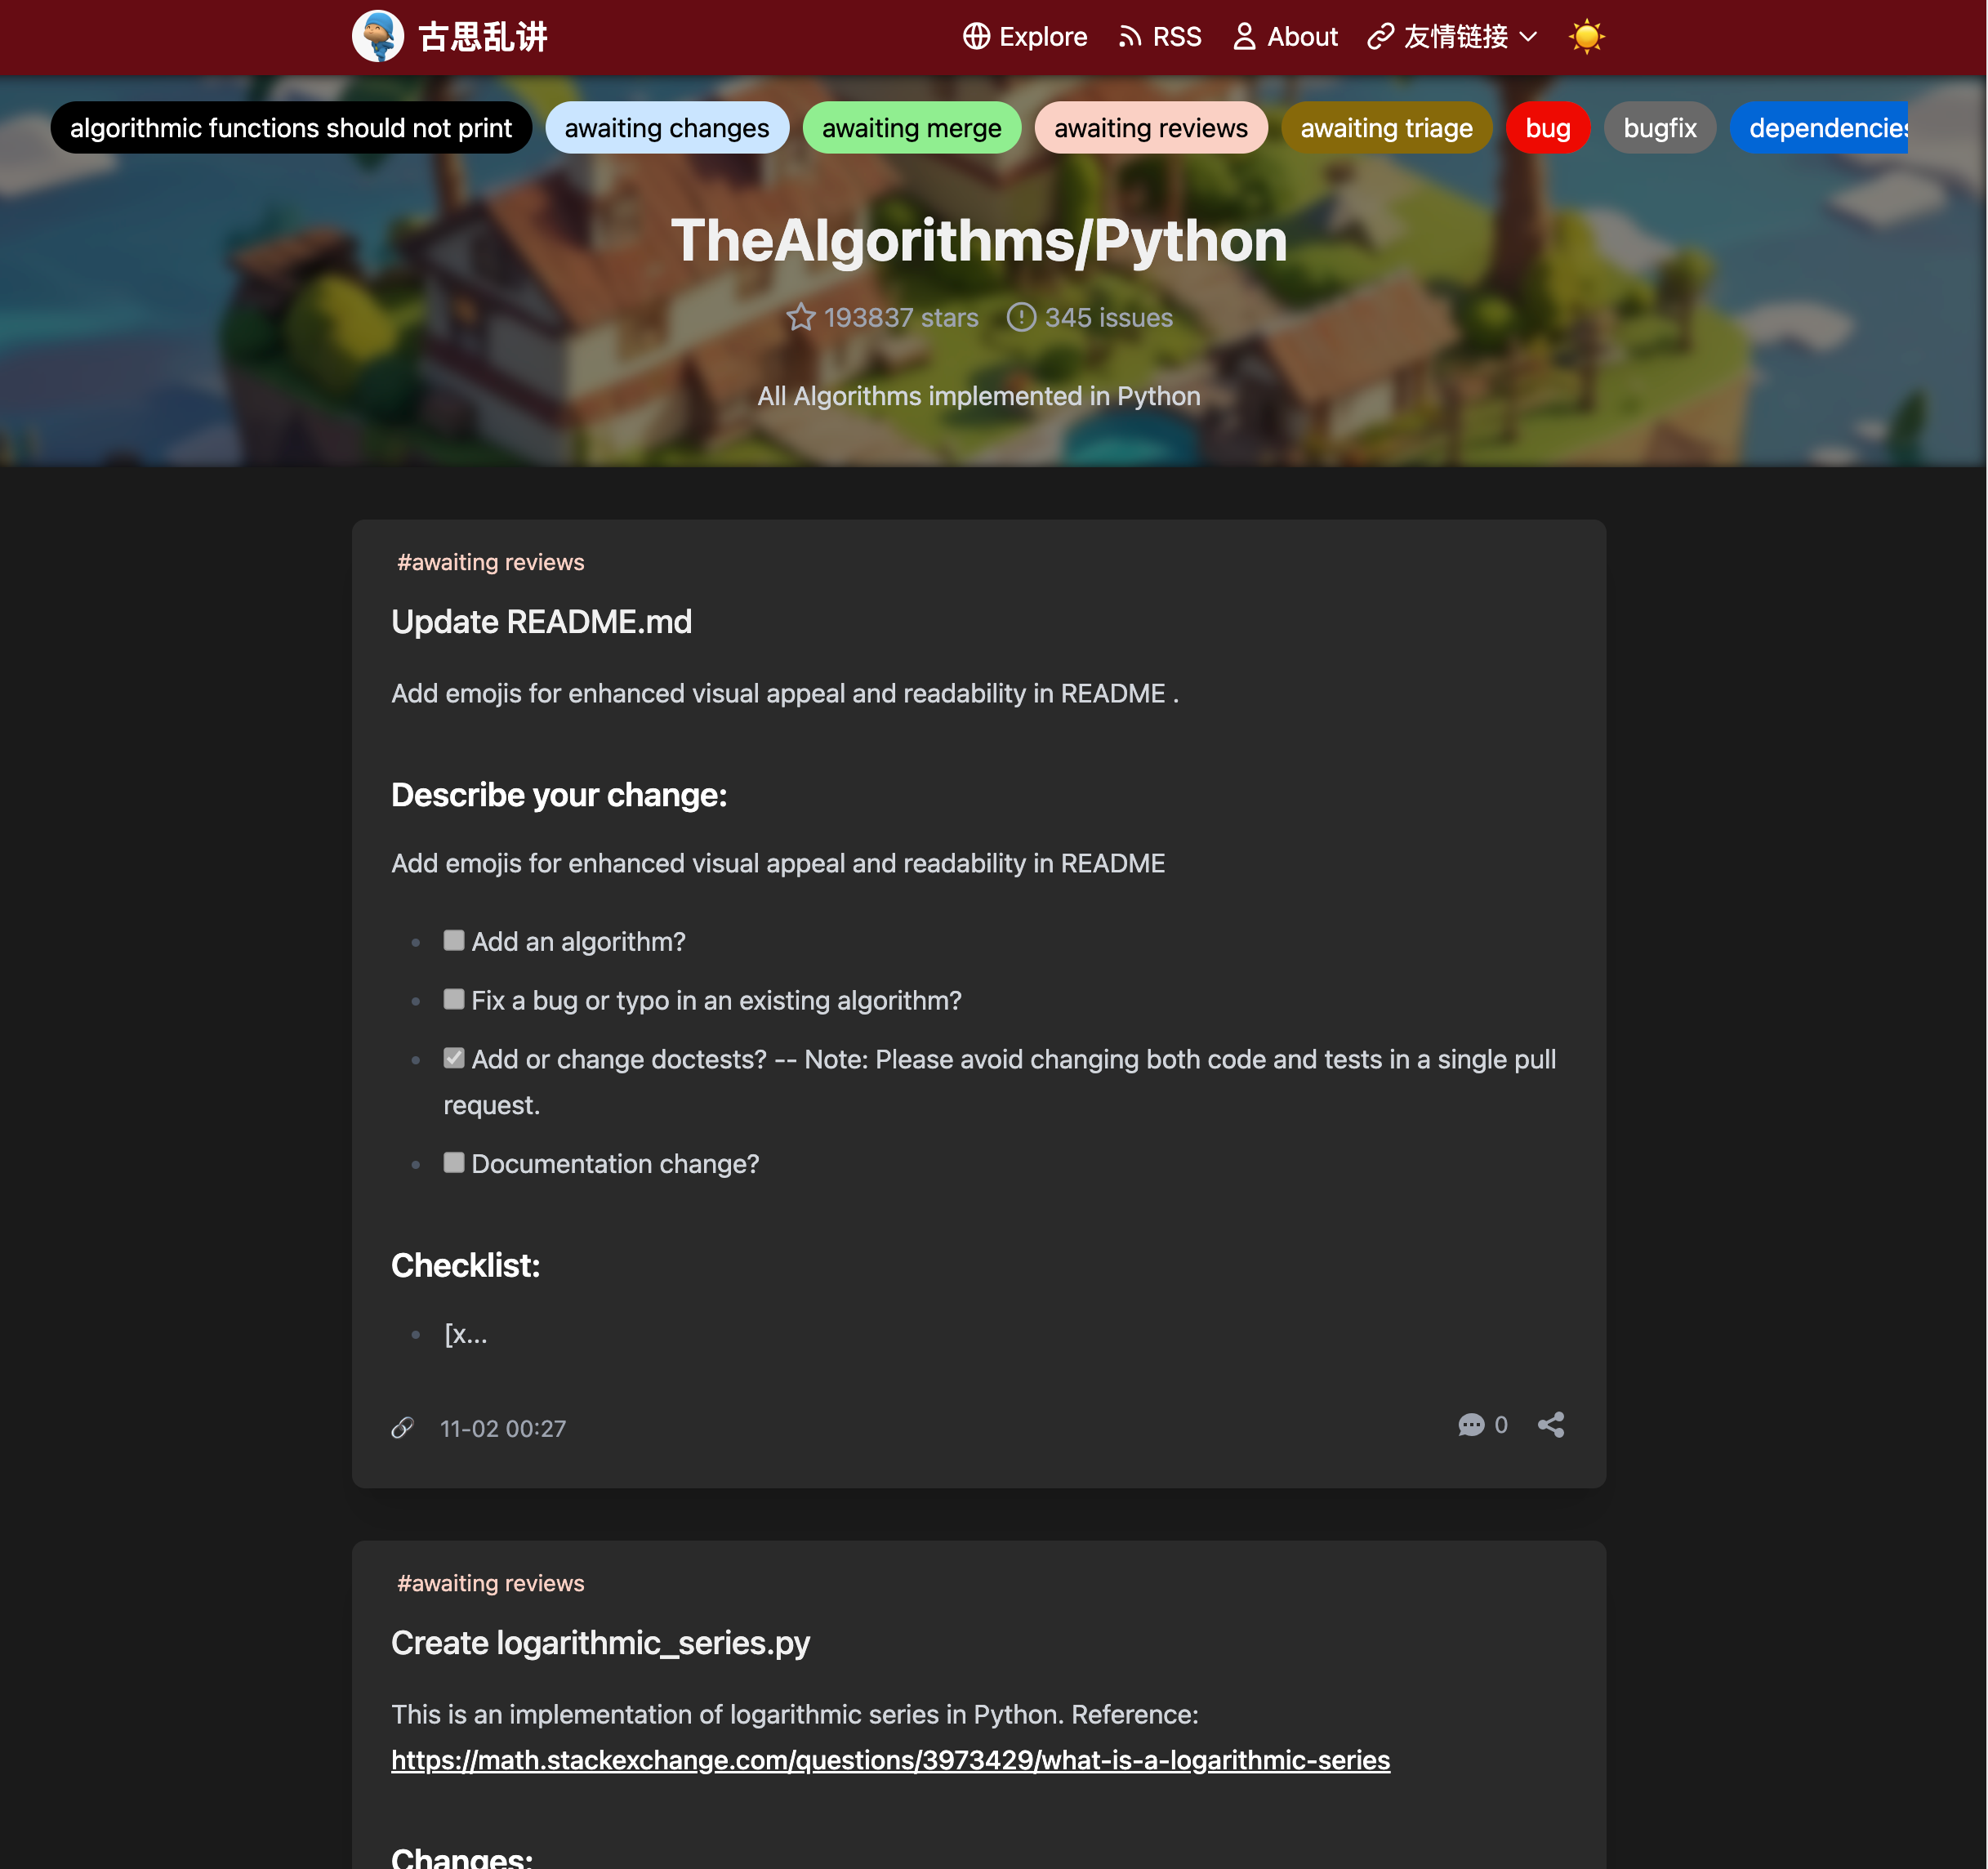 古思乱讲
Explore RSS About 友情链接
algorithmic functions should not print awaiting changes awaiting merge awaiting reviews awaiting triage bug bugfix dependencies
TheAlgorithms/Python
193837 stars 345 issues
All Algorithms implemented in Python
#awaiting reviews
Update README.md
Add emojis for enhanced visual appeal and readability in README .
Describe your change:
Add emojis for enhanced visual appeal and readability in README
Add an algorithm?
Fix a bug or typo in an existing algorithm?
Add or change doctests? -- Note: Please avoid changing both code and tests in a single pull
request.
Documentation change?
Checklist:
[x...
11-02 00:27
0
#awaiting reviews
Create logarithmic_series.py
This is an implementation of logarithmic series in Python. Reference:
https://math.stackexchange.com/questions/3973429/what-is-a-logarithmic-series
Changes: